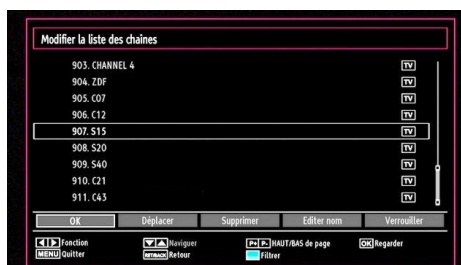 Modifier la liste des chaînes
903. CHANNEL 4 TV
904. ZDF TV
905. C07 TV
906. C12 TV
907. S15 TV
908. S20 TV
909. S40 TV
910. C21 TV
911. C43 TV
OK Déplacer Supprimer Editer nom Verrouiller
Fonction Naviguer P+ P- HAUT/BAS de page OK Regarder
MENU Quitter RET/BACK Retour Filtrer